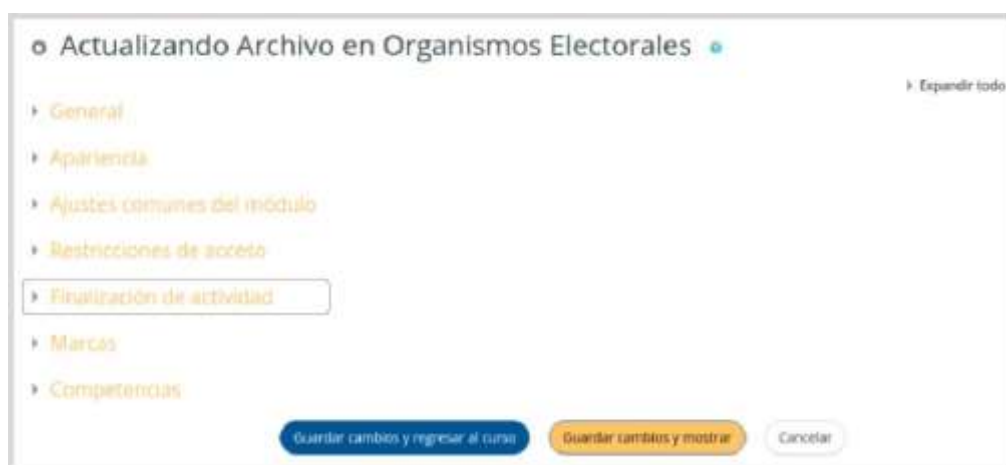 Actualizando Archivo en Organismos Electorales
Expandir todo
General
Apariencia
Ajustes comunes del módulo
Restricciones de acceso
Finalización de actividad
Marcas
Competencias
Guardar cambios y regresar al curso Guardar cambios y mostrar Cancelar